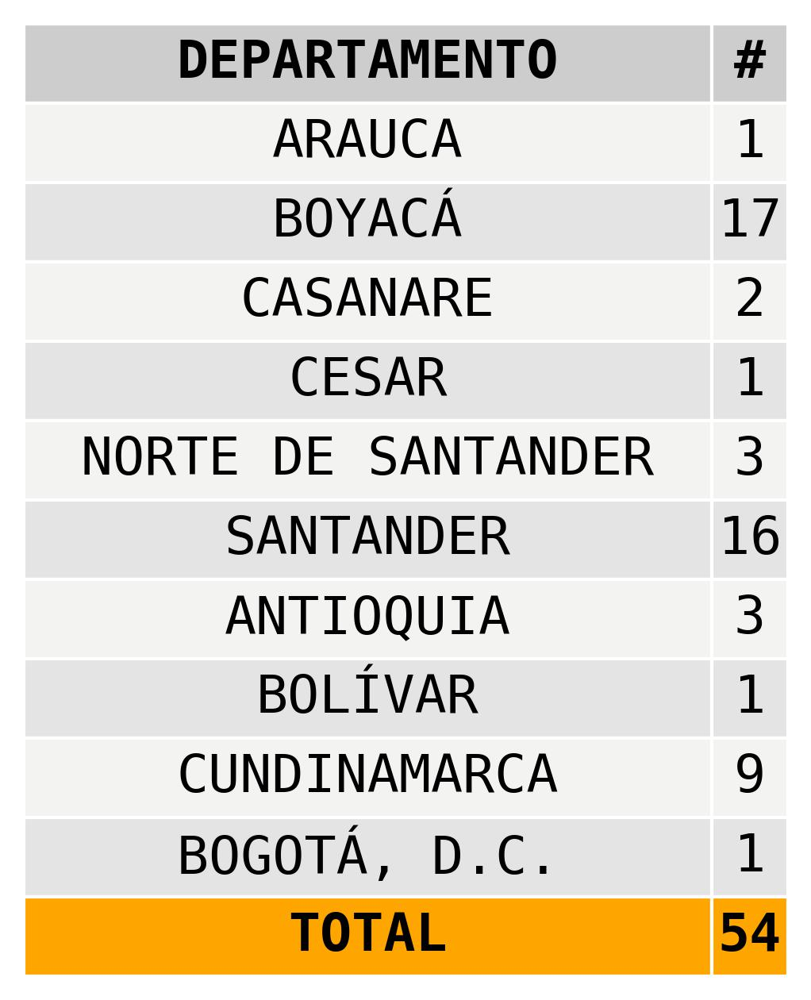 DEPARTAMENTO #
ARAUCA 1
BOYACÁ 17
CASANARE 2
CESAR 1
NORTE DE SANTANDER 3
SANTANDER 16
ANTIOQUIA 3
BOLÍVAR 1
CUNDINAMARCA 9
BOGOTÁ, D.C. 1
TOTAL 54